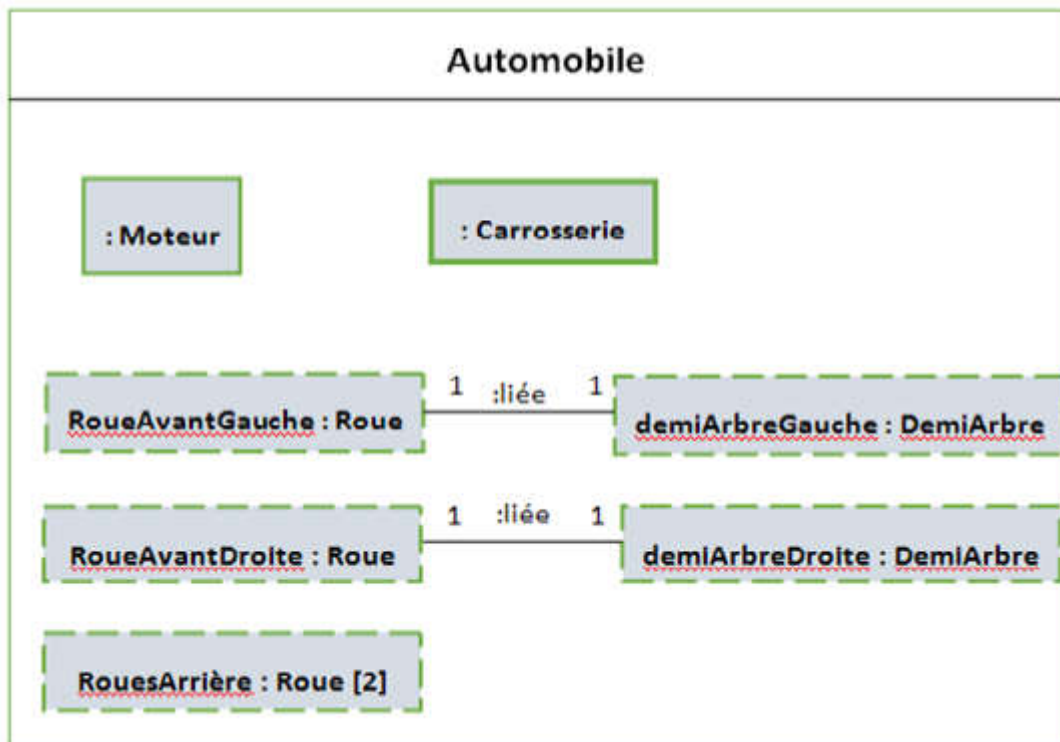 Automobile
: Moteur
: Carrosserie
RoueAvantGauche : Roue
1 :liée 1
demiArbreGauche : DemiArbre
RoueAvantDroite : Roue
1 :liée 1
demiArbreDroite : DemiArbre
RouesArrière : Roue [2]